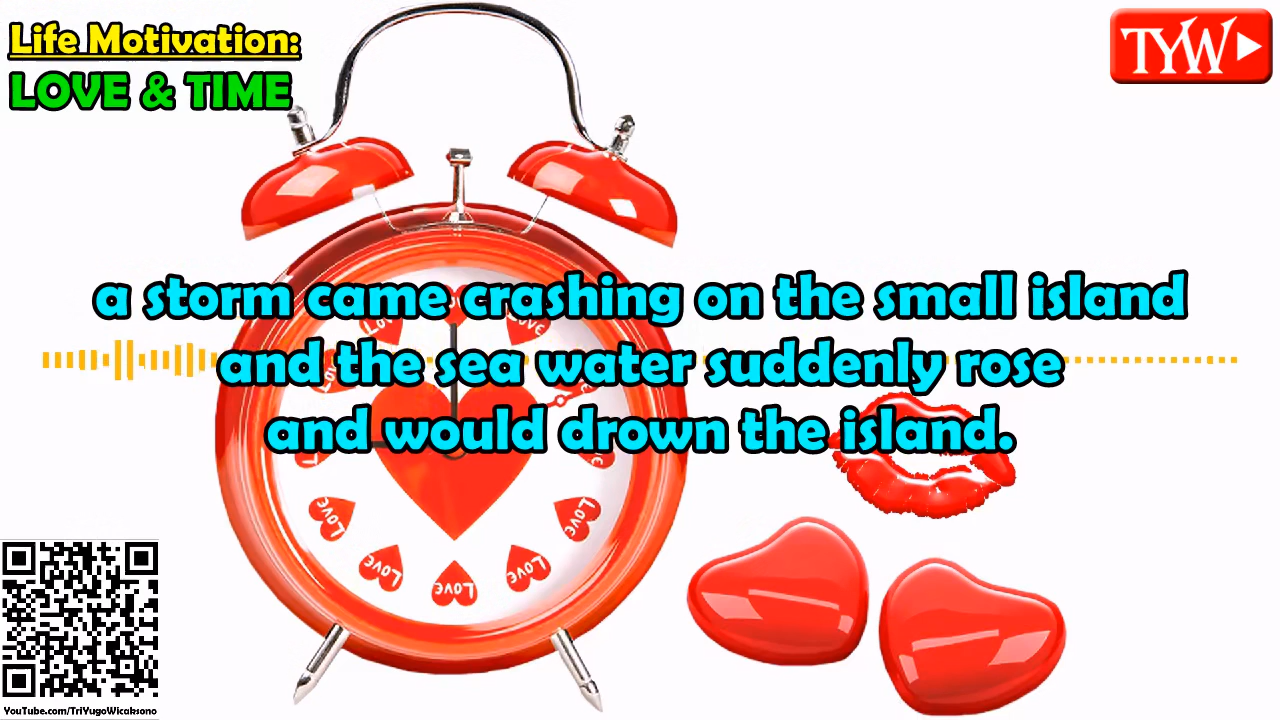 Life Motivation:
LOVE & TIME
TYW
a storm came crashing on the small island
and the sea water suddenly rose
and would drown the island.
Love
Love
Love
Love
Love
Love
Love
YouTube.com/TriYugoWicaksono